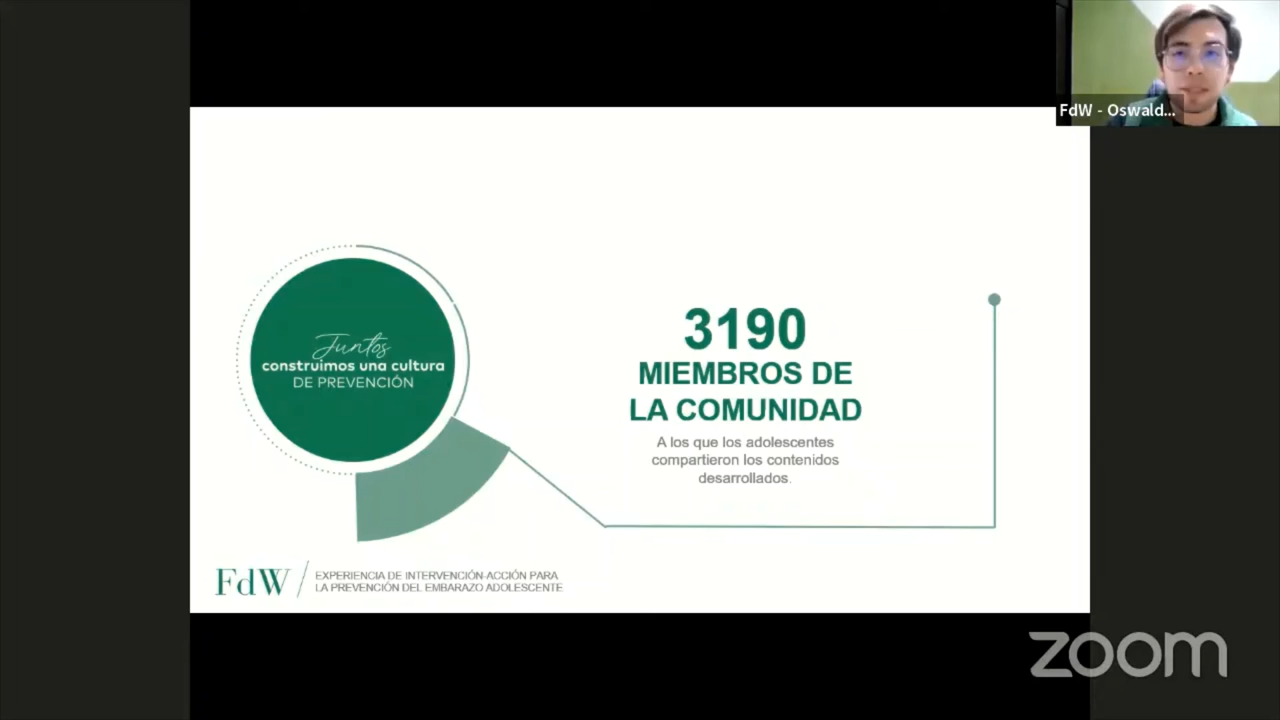 FdW - Oswald...
Juntos
construimos una cultura
DE PREVENCIÓN
3190
MIEMBROS DE
LA COMUNIDAD
A los que los adolescentes
compartieron los contenidos
desarrollados.
FdW
EXPERIENCIA DE INTERVENCIÓN-ACCIÓN PARA
LA PREVENCIÓN DEL EMBARAZO ADOLESCENTE
zoom